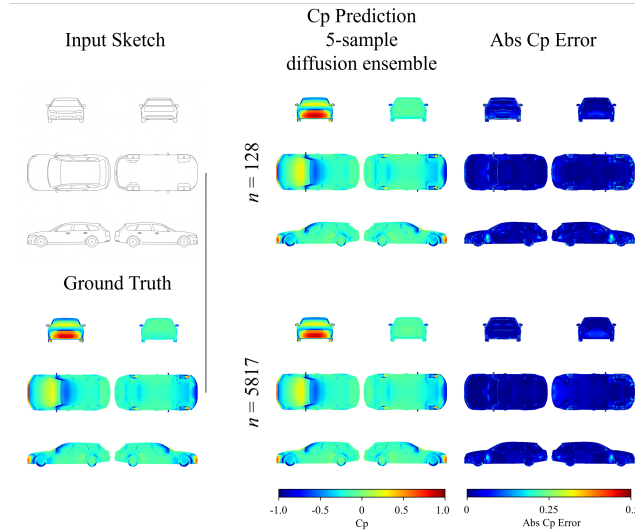 Input Sketch
Cp Prediction
5-sample
diffusion ensemble
Abs Cp Error
n = 128
Ground Truth
n = 5817
-1.0 -0.5 0 0.5 1.0
Cp
0 0.25
Abs Cp Error